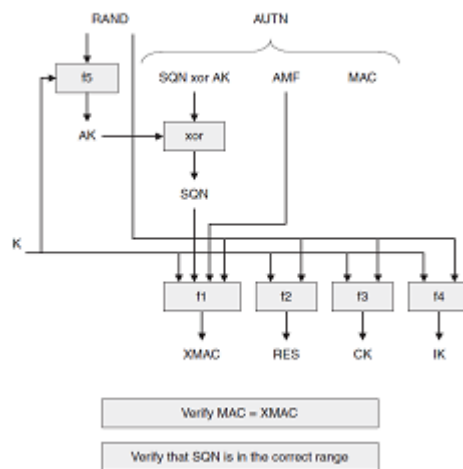 RAND AUTN
f5 SQN xor AK AMF MAC
AK xor
SQN
K
f1 f2 f3 f4
XMAC RES CK IK
Verify MAC = XMAC
Verify that SQN is in the correct range